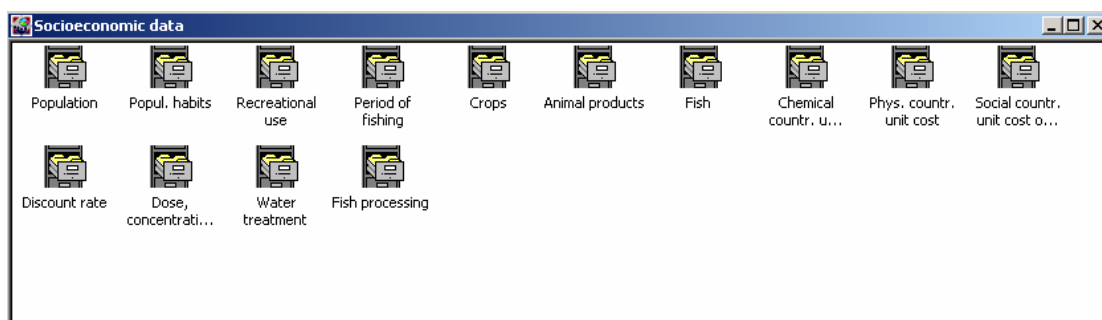 Socioeconomic data
Population
Popul. habits
Recreational
use
Period of
fishing
Crops
Animal products
Fish
Chemical
countr. u...
Phys. countr.
unit cost
Social countr.
unit cost o...
Discount rate
Dose,
concentrati...
Water
treatment
Fish processing